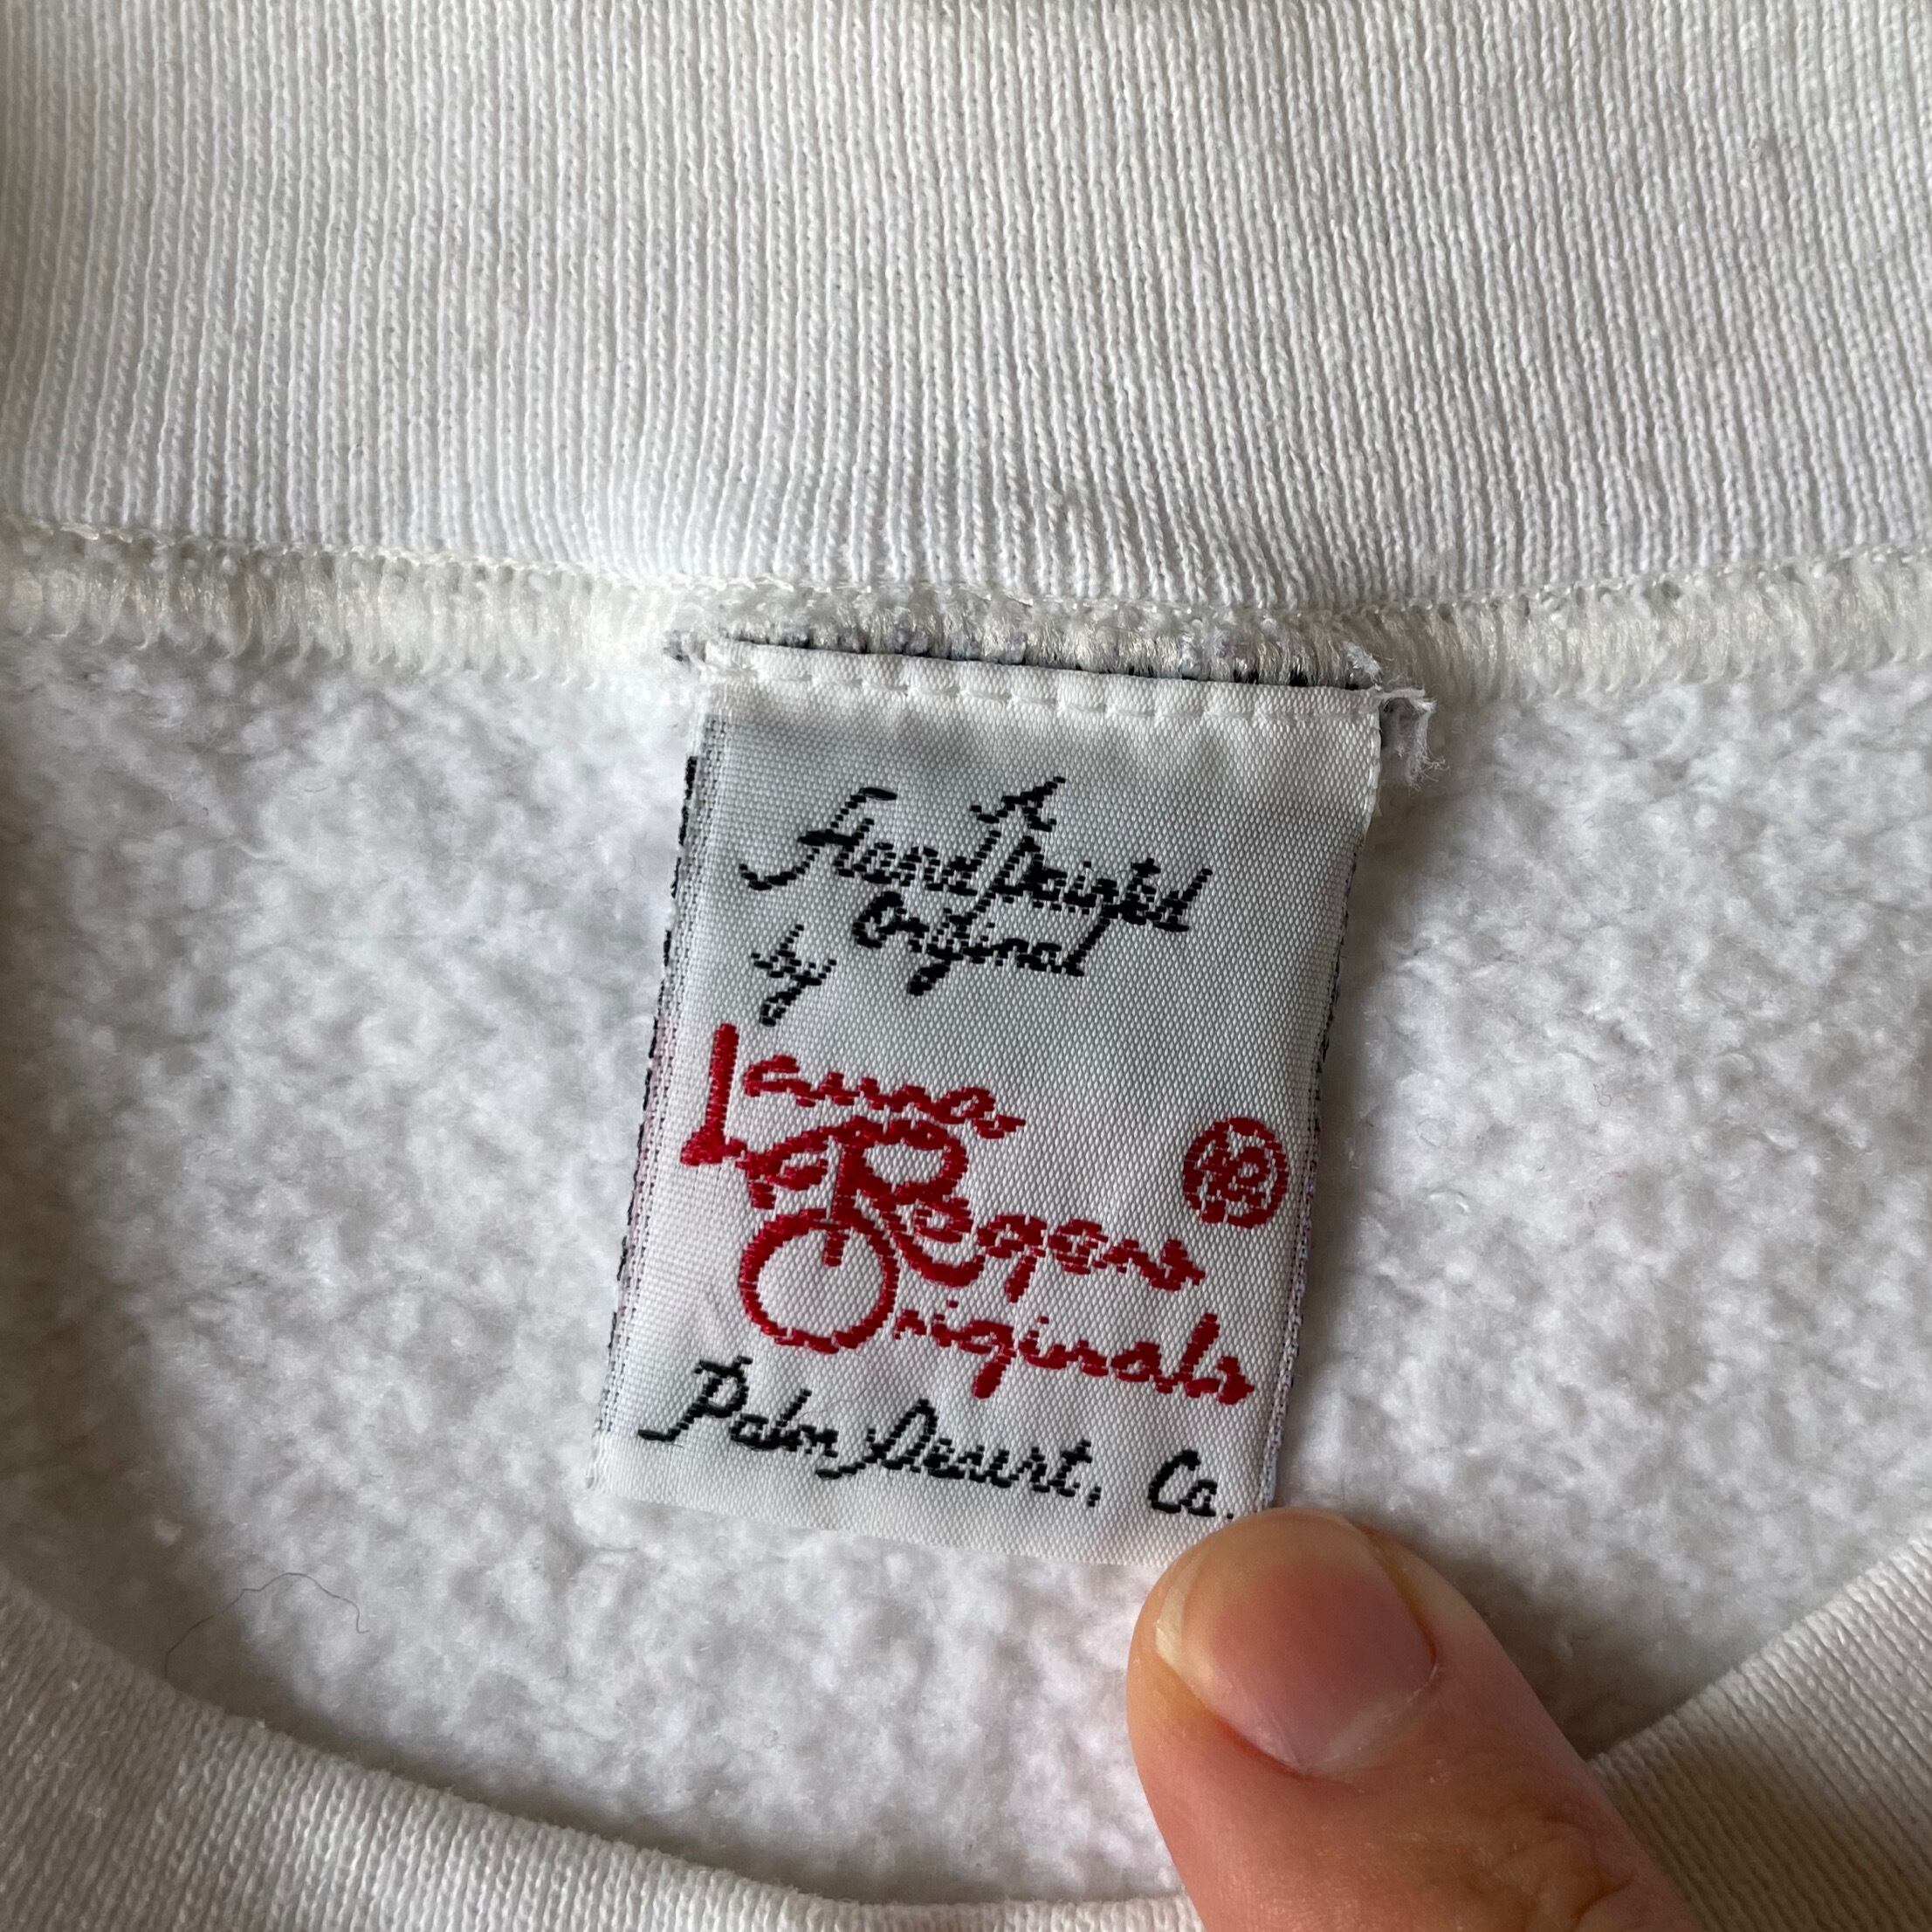 A
Hand painted
original
by
Laura
Rogers
Originals
Palm Desert, Ca.